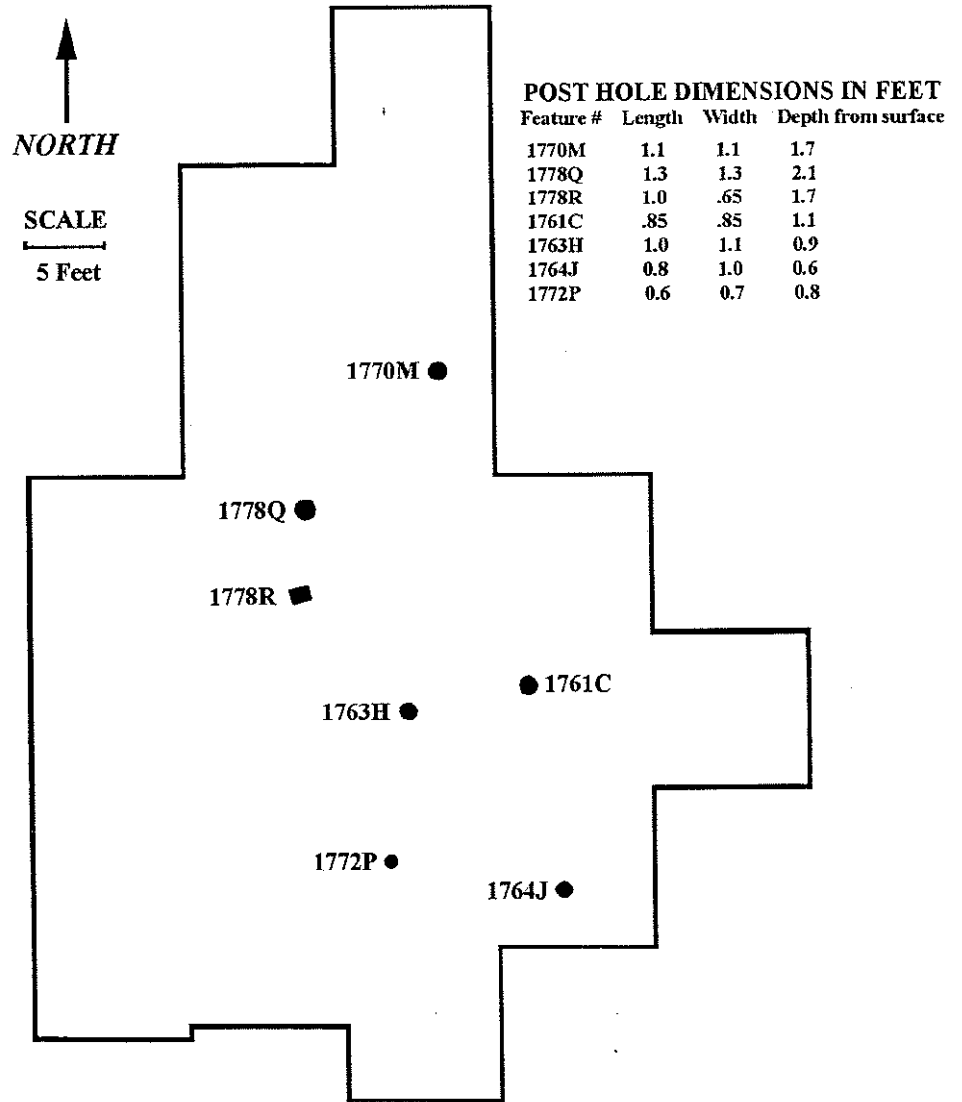 NORTH
SCALE
5 Feet
POST HOLE DIMENSIONS IN FEET
Feature # Length Width Depth from surface
1770M 1.1 1.1 1.7
1778Q 1.3 1.3 2.1
1778R 1.0 .65 1.7
1761C .85 .85 1.1
1763H 1.0 1.1 0.9
1764J 0.8 1.0 0.6
1772P 0.6 0.7 0.8
1770M
1778Q
1778R
1761C
1763H
1772P
1764J